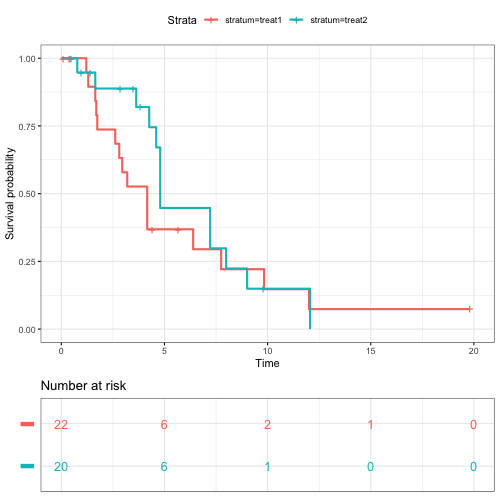 Strata stratum=treat1 stratum=treat2
Survival probability
1.00
0.75
0.50
0.25
0.00
0 5 10 15 20
Time
Number at risk
22 6 2 1 0
20 6 1 0 0